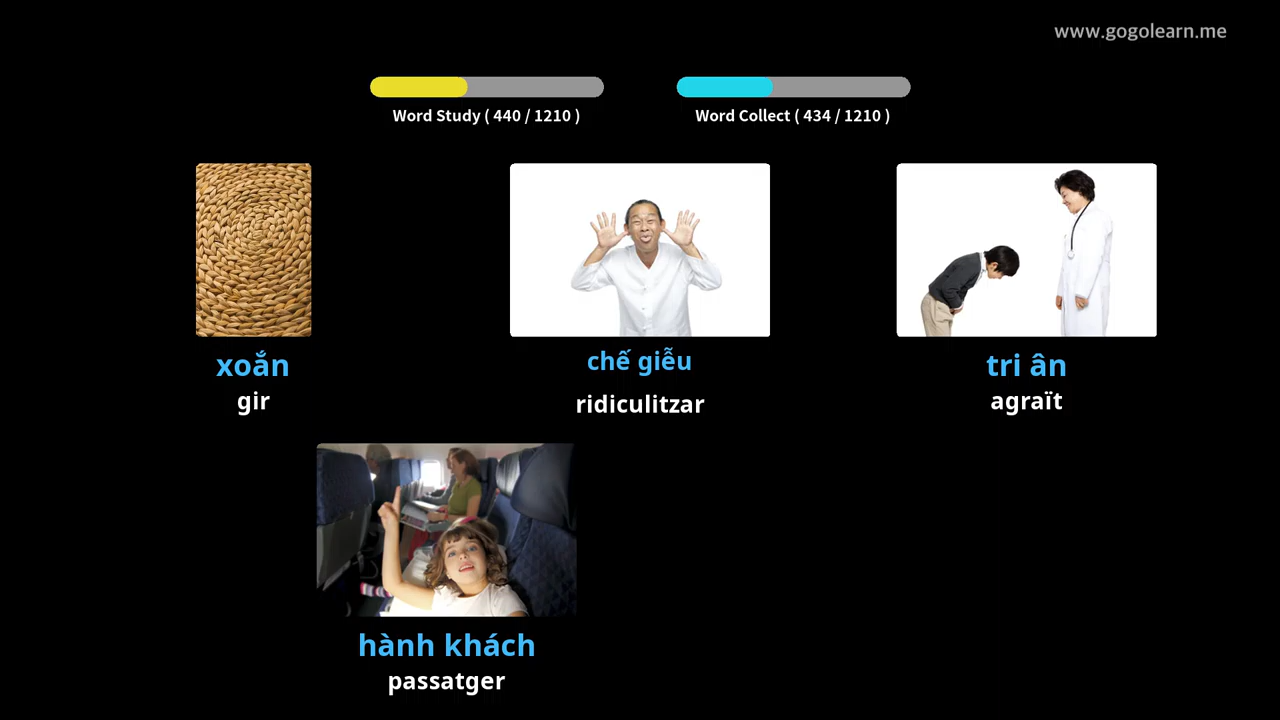 www.gogolearn.me
Word Study ( 440 / 1210 )
Word Collect ( 434 / 1210 )
xoắn
gir
chế giễu
ridiculitzar
tri ân
agraït
hành khách
passatger